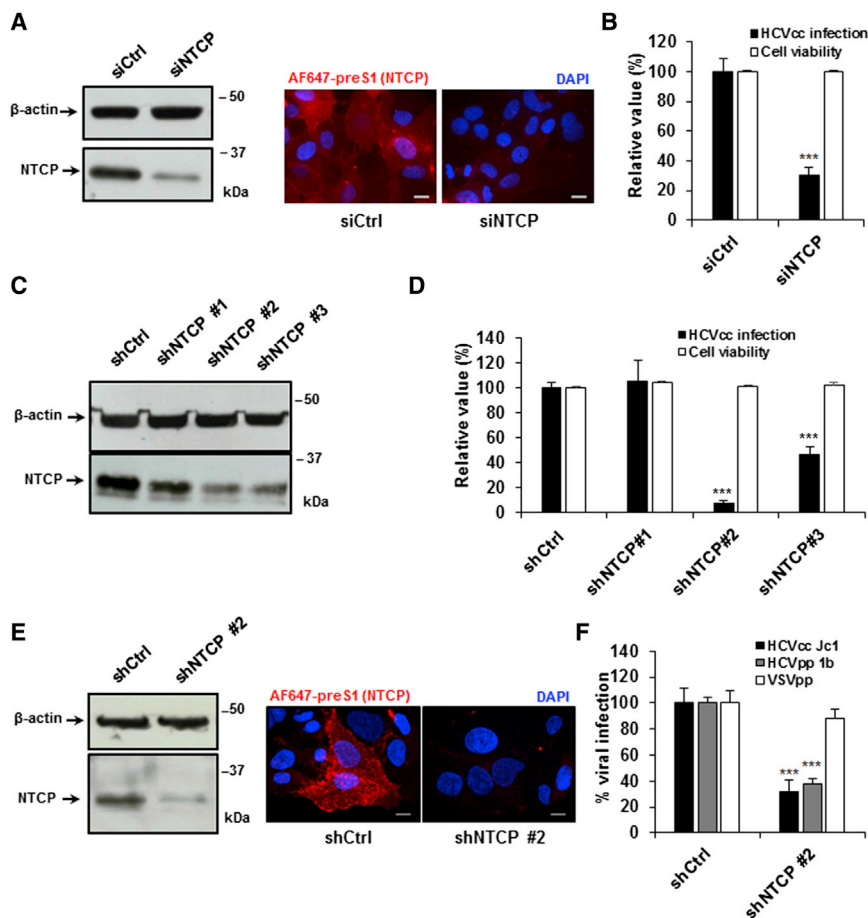 A
siCtrl
siNTCP
β-actin
50
NTCP
37
kDa
AF647-preS1 (NTCP)
DAPI
siCtrl
siNTCP
B
HCVcc infection
Cell viability
Relative value (%)
120
100
80
60
40
20
0
***
siCtrl
siNTCP
C
shCtrl
shNTCP #1
shNTCP #2
shNTCP #3
β-actin
50
NTCP
37
kDa
D
HCVcc infection
Cell viability
Relative value (%)
140
120
100
80
60
40
20
0
***
***
shCtrl
shNTCP#1
shNTCP#2
shNTCP#3
E
shCtrl
shNTCP #2
β-actin
50
NTCP
37
kDa
AF647-preS1 (NTCP)
DAPI
shCtrl
shNTCP #2
F
HCVcc Jc1
HCVpp 1b
VSVpp
% viral infection
140
120
100
80
60
40
20
0
***
***
shCtrl
shNTCP #2